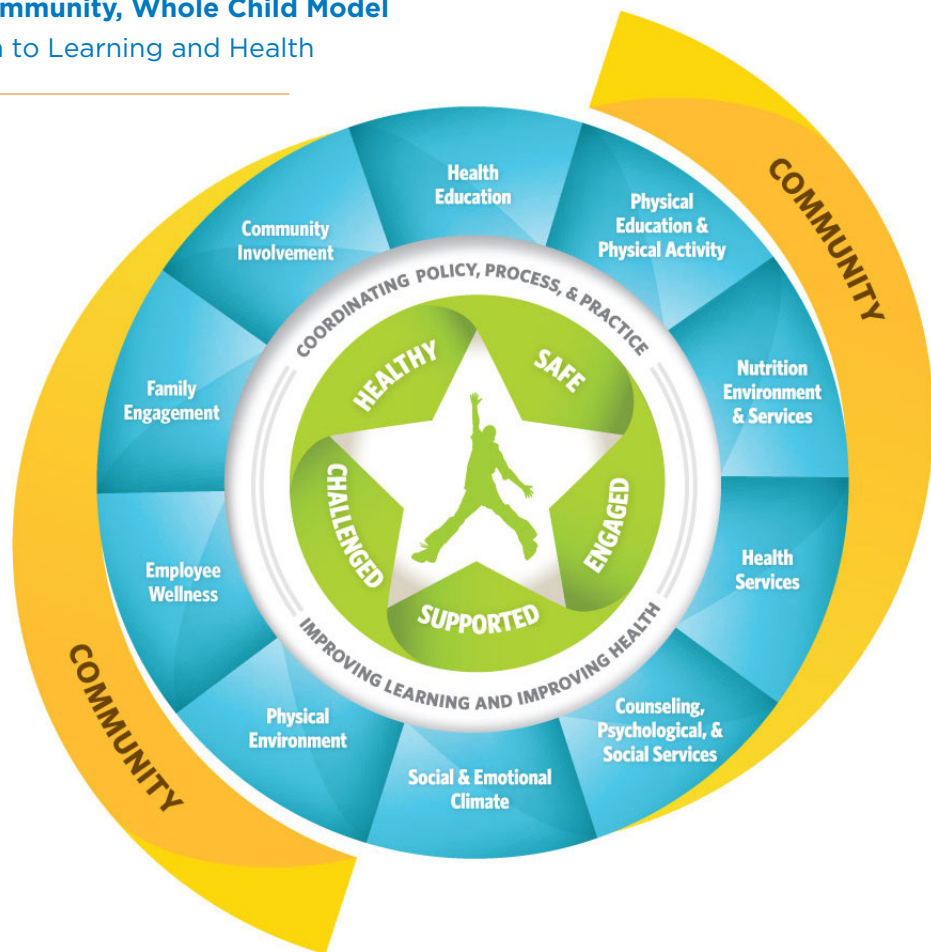 mmunity, Whole Child Model
to Learning and Health
COMMUNITY
Health
Education
Physical
Education &
Physical Activity
Nutrition
Environment
& Services
Health
Services
Counseling,
Psychological, &
Social Services
Social & Emotional
Climate
Physical
Environment
Employee
Wellness
Family
Engagement
Community
Involvement
COORDINATING POLICY, PROCESS, & PRACTICE
IMPROVING LEARNING AND IMPROVING HEALTH
HEALTHY
SAFE
ENGAGED
SUPPORTED
CHALLENGED
COMMUNITY